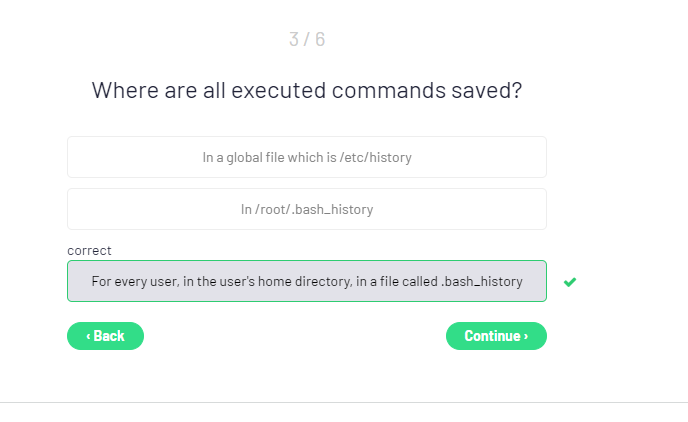 3 / 6
Where are all executed commands saved?
In a global file which is /etc/history
In /root/.bash_history
correct
For every user, in the user's home directory, in a file called .bash_history
‹ Back
Continue ›